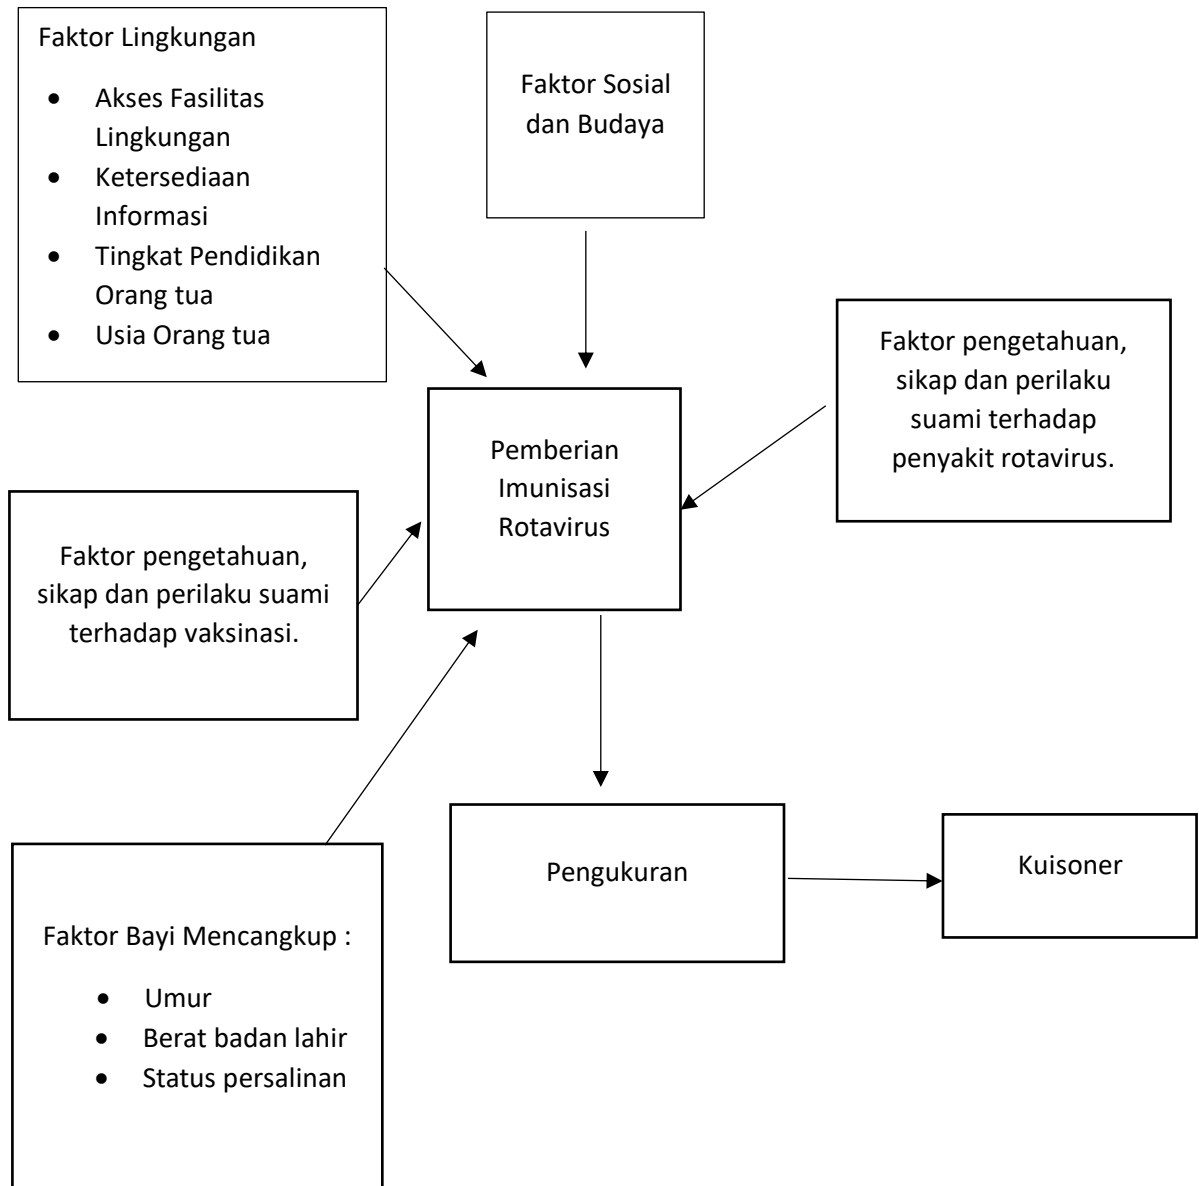 Faktor Lingkungan
• Akses Fasilitas
Lingkungan
• Ketersediaan
Informasi
• Tingkat Pendidikan
Orang tua
• Usia Orang tua
Faktor Sosial
dan Budaya
Faktor pengetahuan,
sikap dan perilaku
suami terhadap
penyakit rotavirus.
Pemberian
Imunisasi
Rotavirus
Faktor pengetahuan,
sikap dan perilaku suami
terhadap vaksinasi.
Pengukuran
Kuisoner
Faktor Bayi Mencangkup :
• Umur
• Berat badan lahir
• Status persalinan